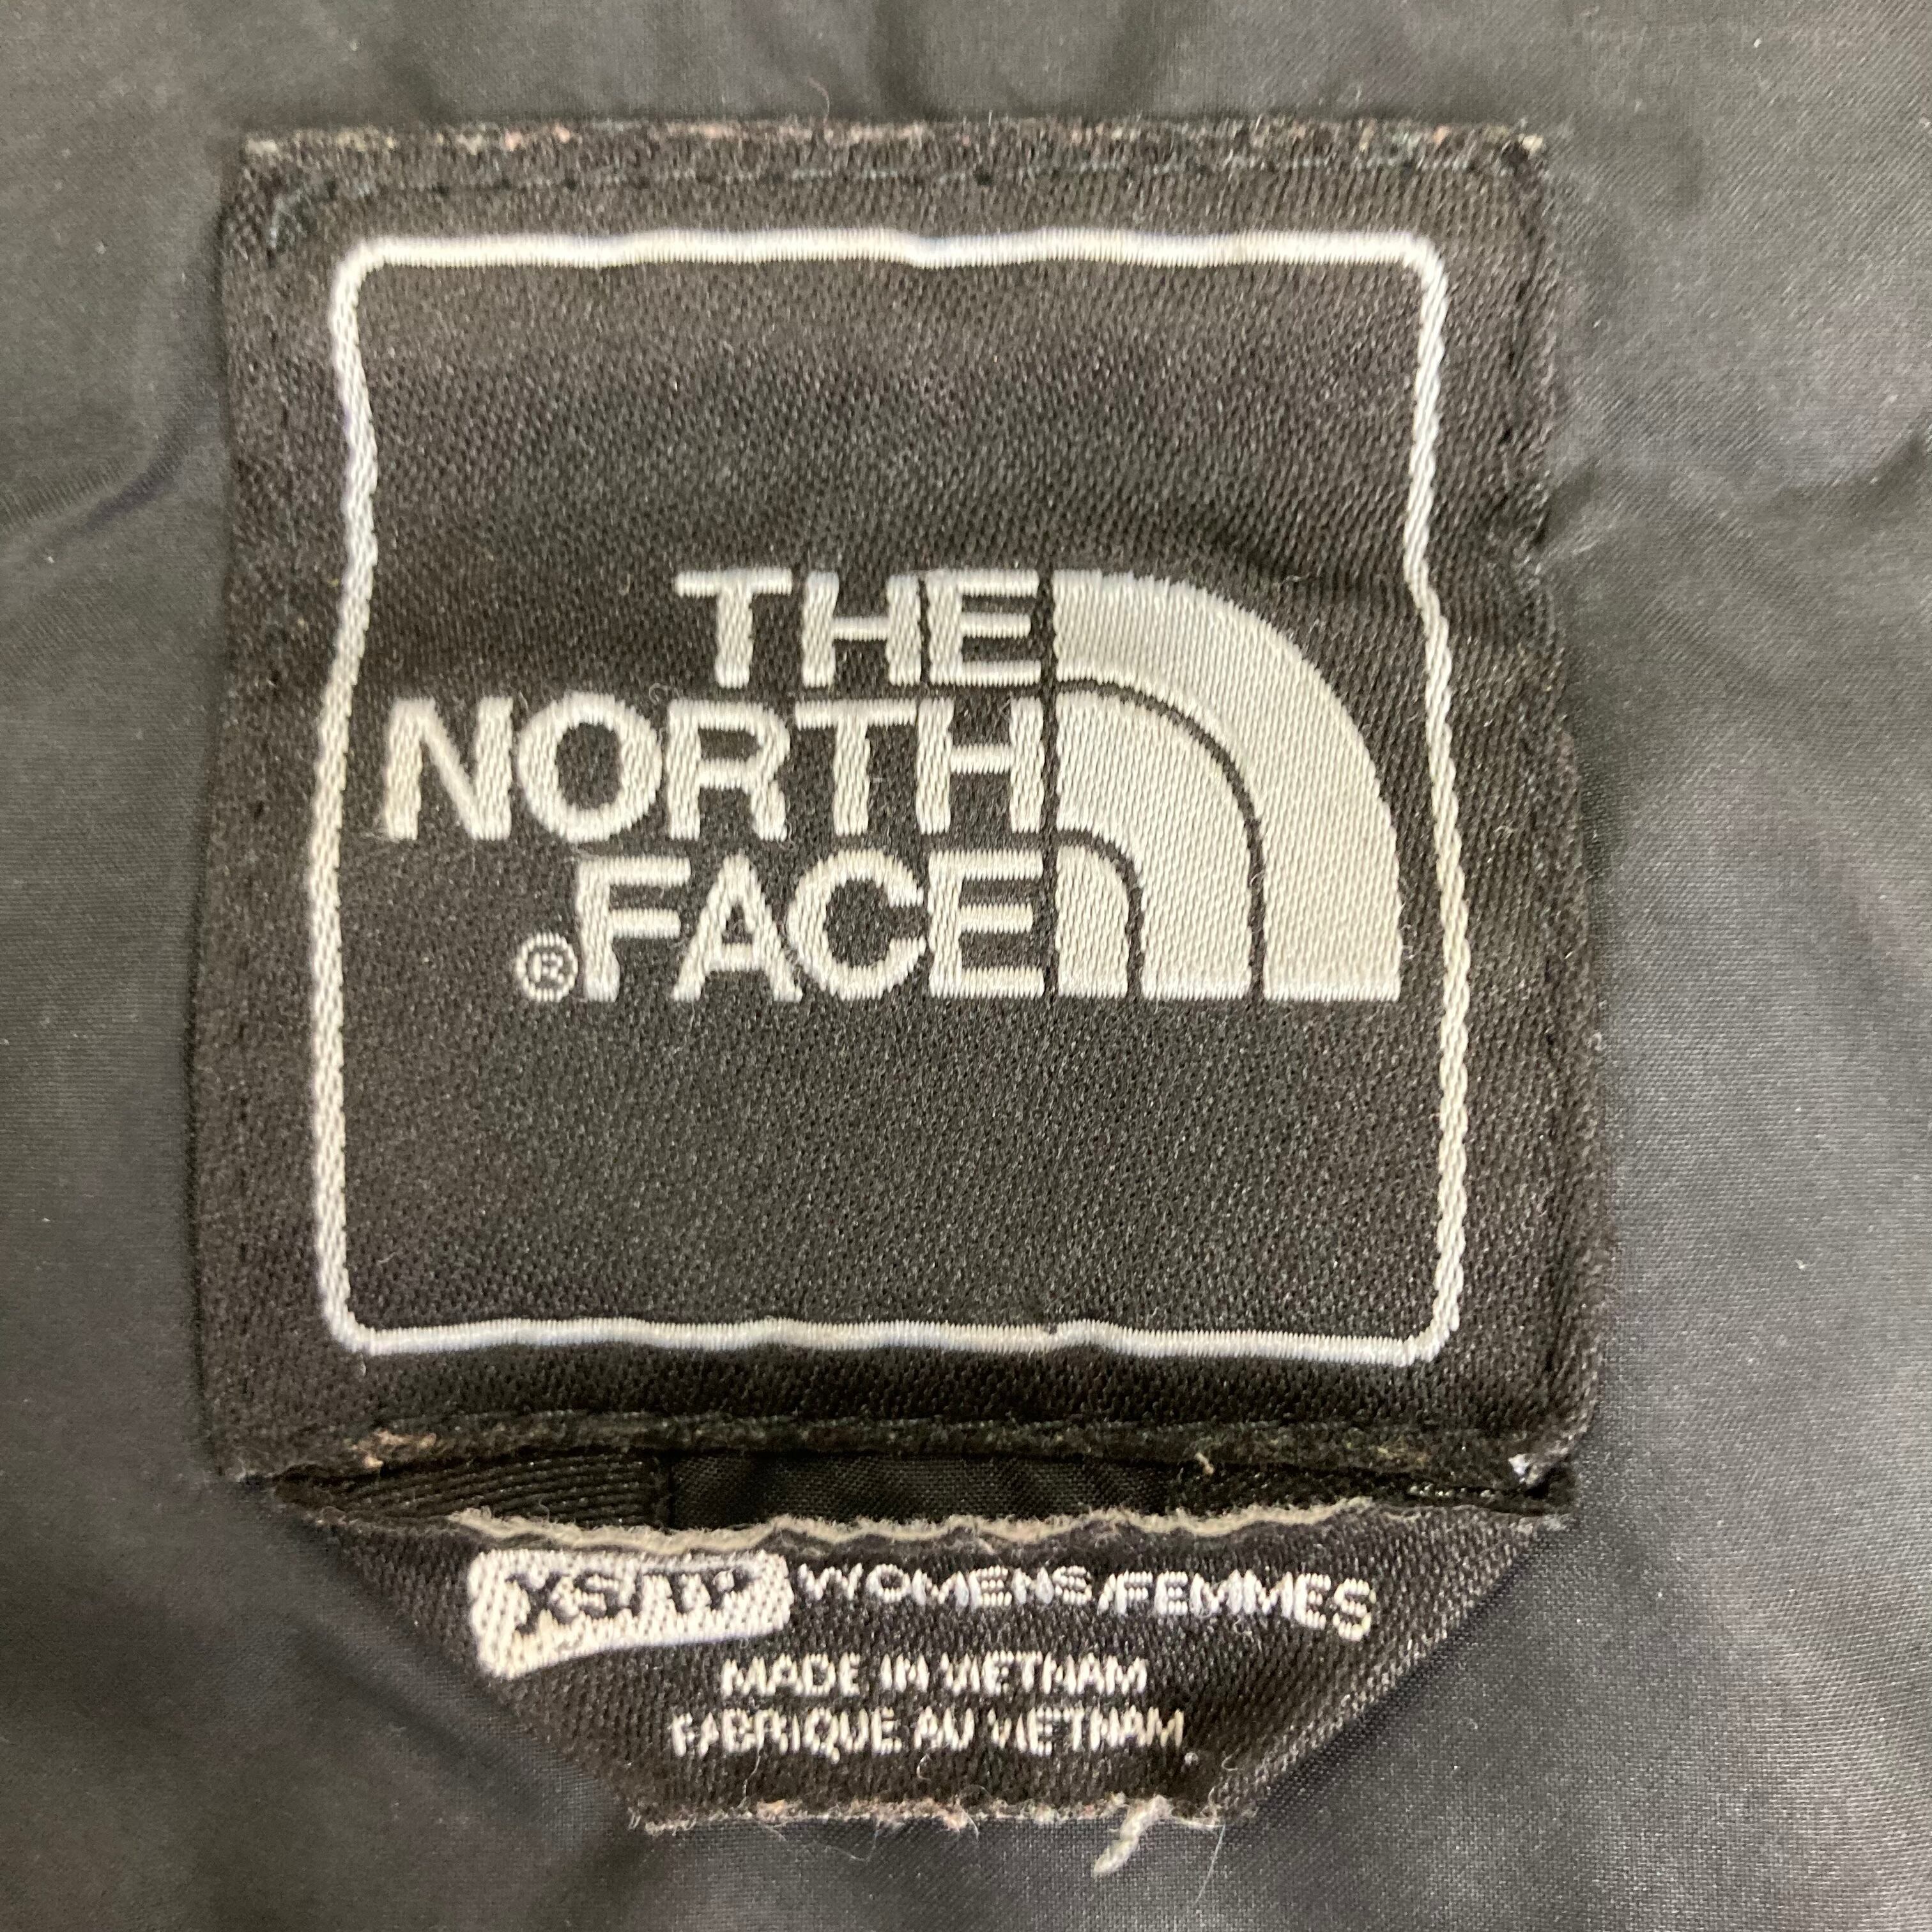 THE
NORTH
®FACE
XS/TP WOMENS/FEMMES
MADE IN VIETNAM
FABRIQUE AU VIETNAM